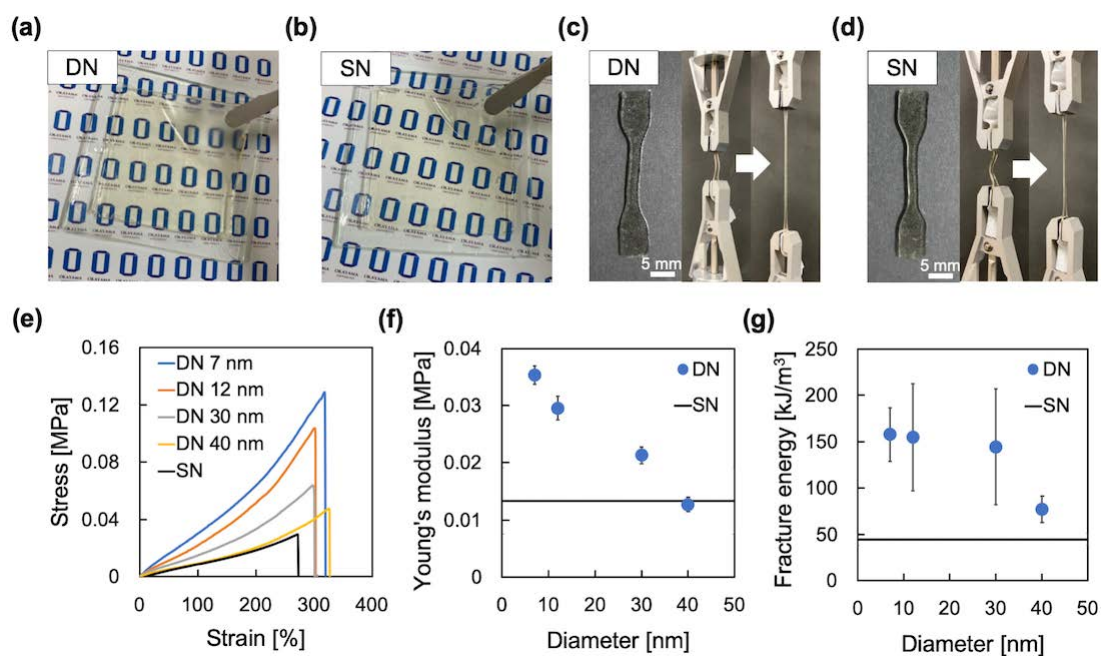 (a)
DN
(b)
SN
(c)
DN
5 mm
(d)
SN
5 mm
OKAYAMA
(e)
Stress [MPa]
0.16
0.12
0.08
0.04
0
DN 7 nm
DN 12 nm
DN 30 nm
DN 40 nm
SN
0 100 200 300 400
Strain [%]
(f)
Young's modulus [MPa]
0.04
0.03
0.02
0.01
0.00
DN
SN
0 10 20 30 40 50
Diameter [nm]
(g)
Fracture energy [kJ/m³]
250
200
150
100
50
0
DN
SN
0 10 20 30 40 50
Diameter [nm]